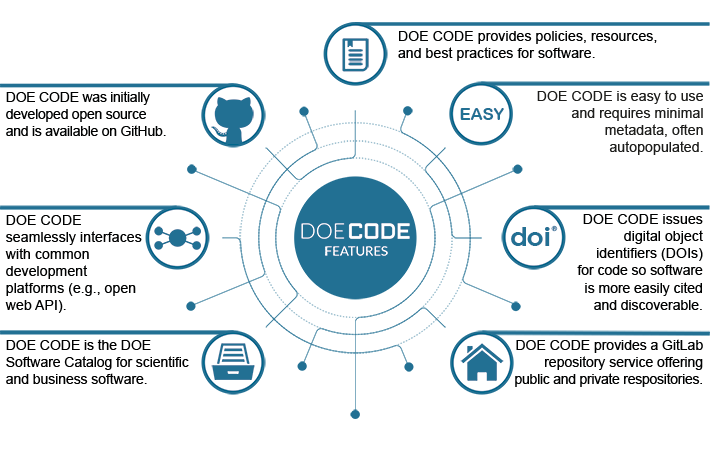 DOE CODE provides policies, resources,
and best practices for software.
DOE CODE was initially
developed open source
and is available on GitHub.
EASY
DOE CODE is easy to use
and requires minimal
metadata, often
autopopulated.
DOE CODE
seamlessly interfaces
with common
development
platforms (e.g., open
web API).
DOECODE
FEATURES
doi®
DOE CODE issues
digital object
identifiers (DOIs)
for code so software
is more easily cited
and discoverable.
DOE CODE is the DOE
Software Catalog for scientific
and business software.
DOE CODE provides a GitLab
repository service offering
public and private respositories.